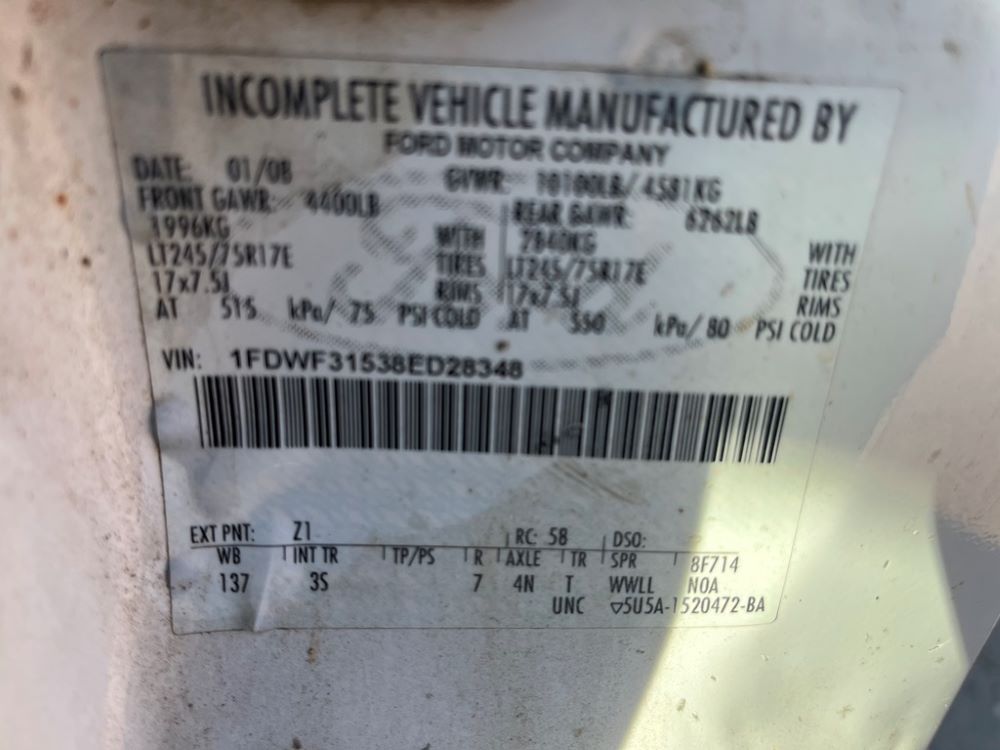 INCOMPLETE VEHICLE MANUFACTURED BY
FORD MOTOR COMPANY
DATE: 01/08 GVWR: 10100LB/ 4581KG
FRONT GAWR: 4400LB REAR GAWR: 6262LB
1996KG WITH 2840KG WITH
LT245/75R17E TIRES LT245/75R17E TIRES
17x7.5J RIMS 17x7.5J RIMS
AT 515 kPa/ 75 PSI COLD AT 550 kPa/ 80 PSI COLD
VIN: 1FDWF31538ED28348
EXT PNT: Z1 RC: 58 DSO:
WB INT TR TP/PS R AXLE TR SPR 8F714
137 3S 7 4N T WWLL NOA
UNC ▽5U5A-1520472-BA